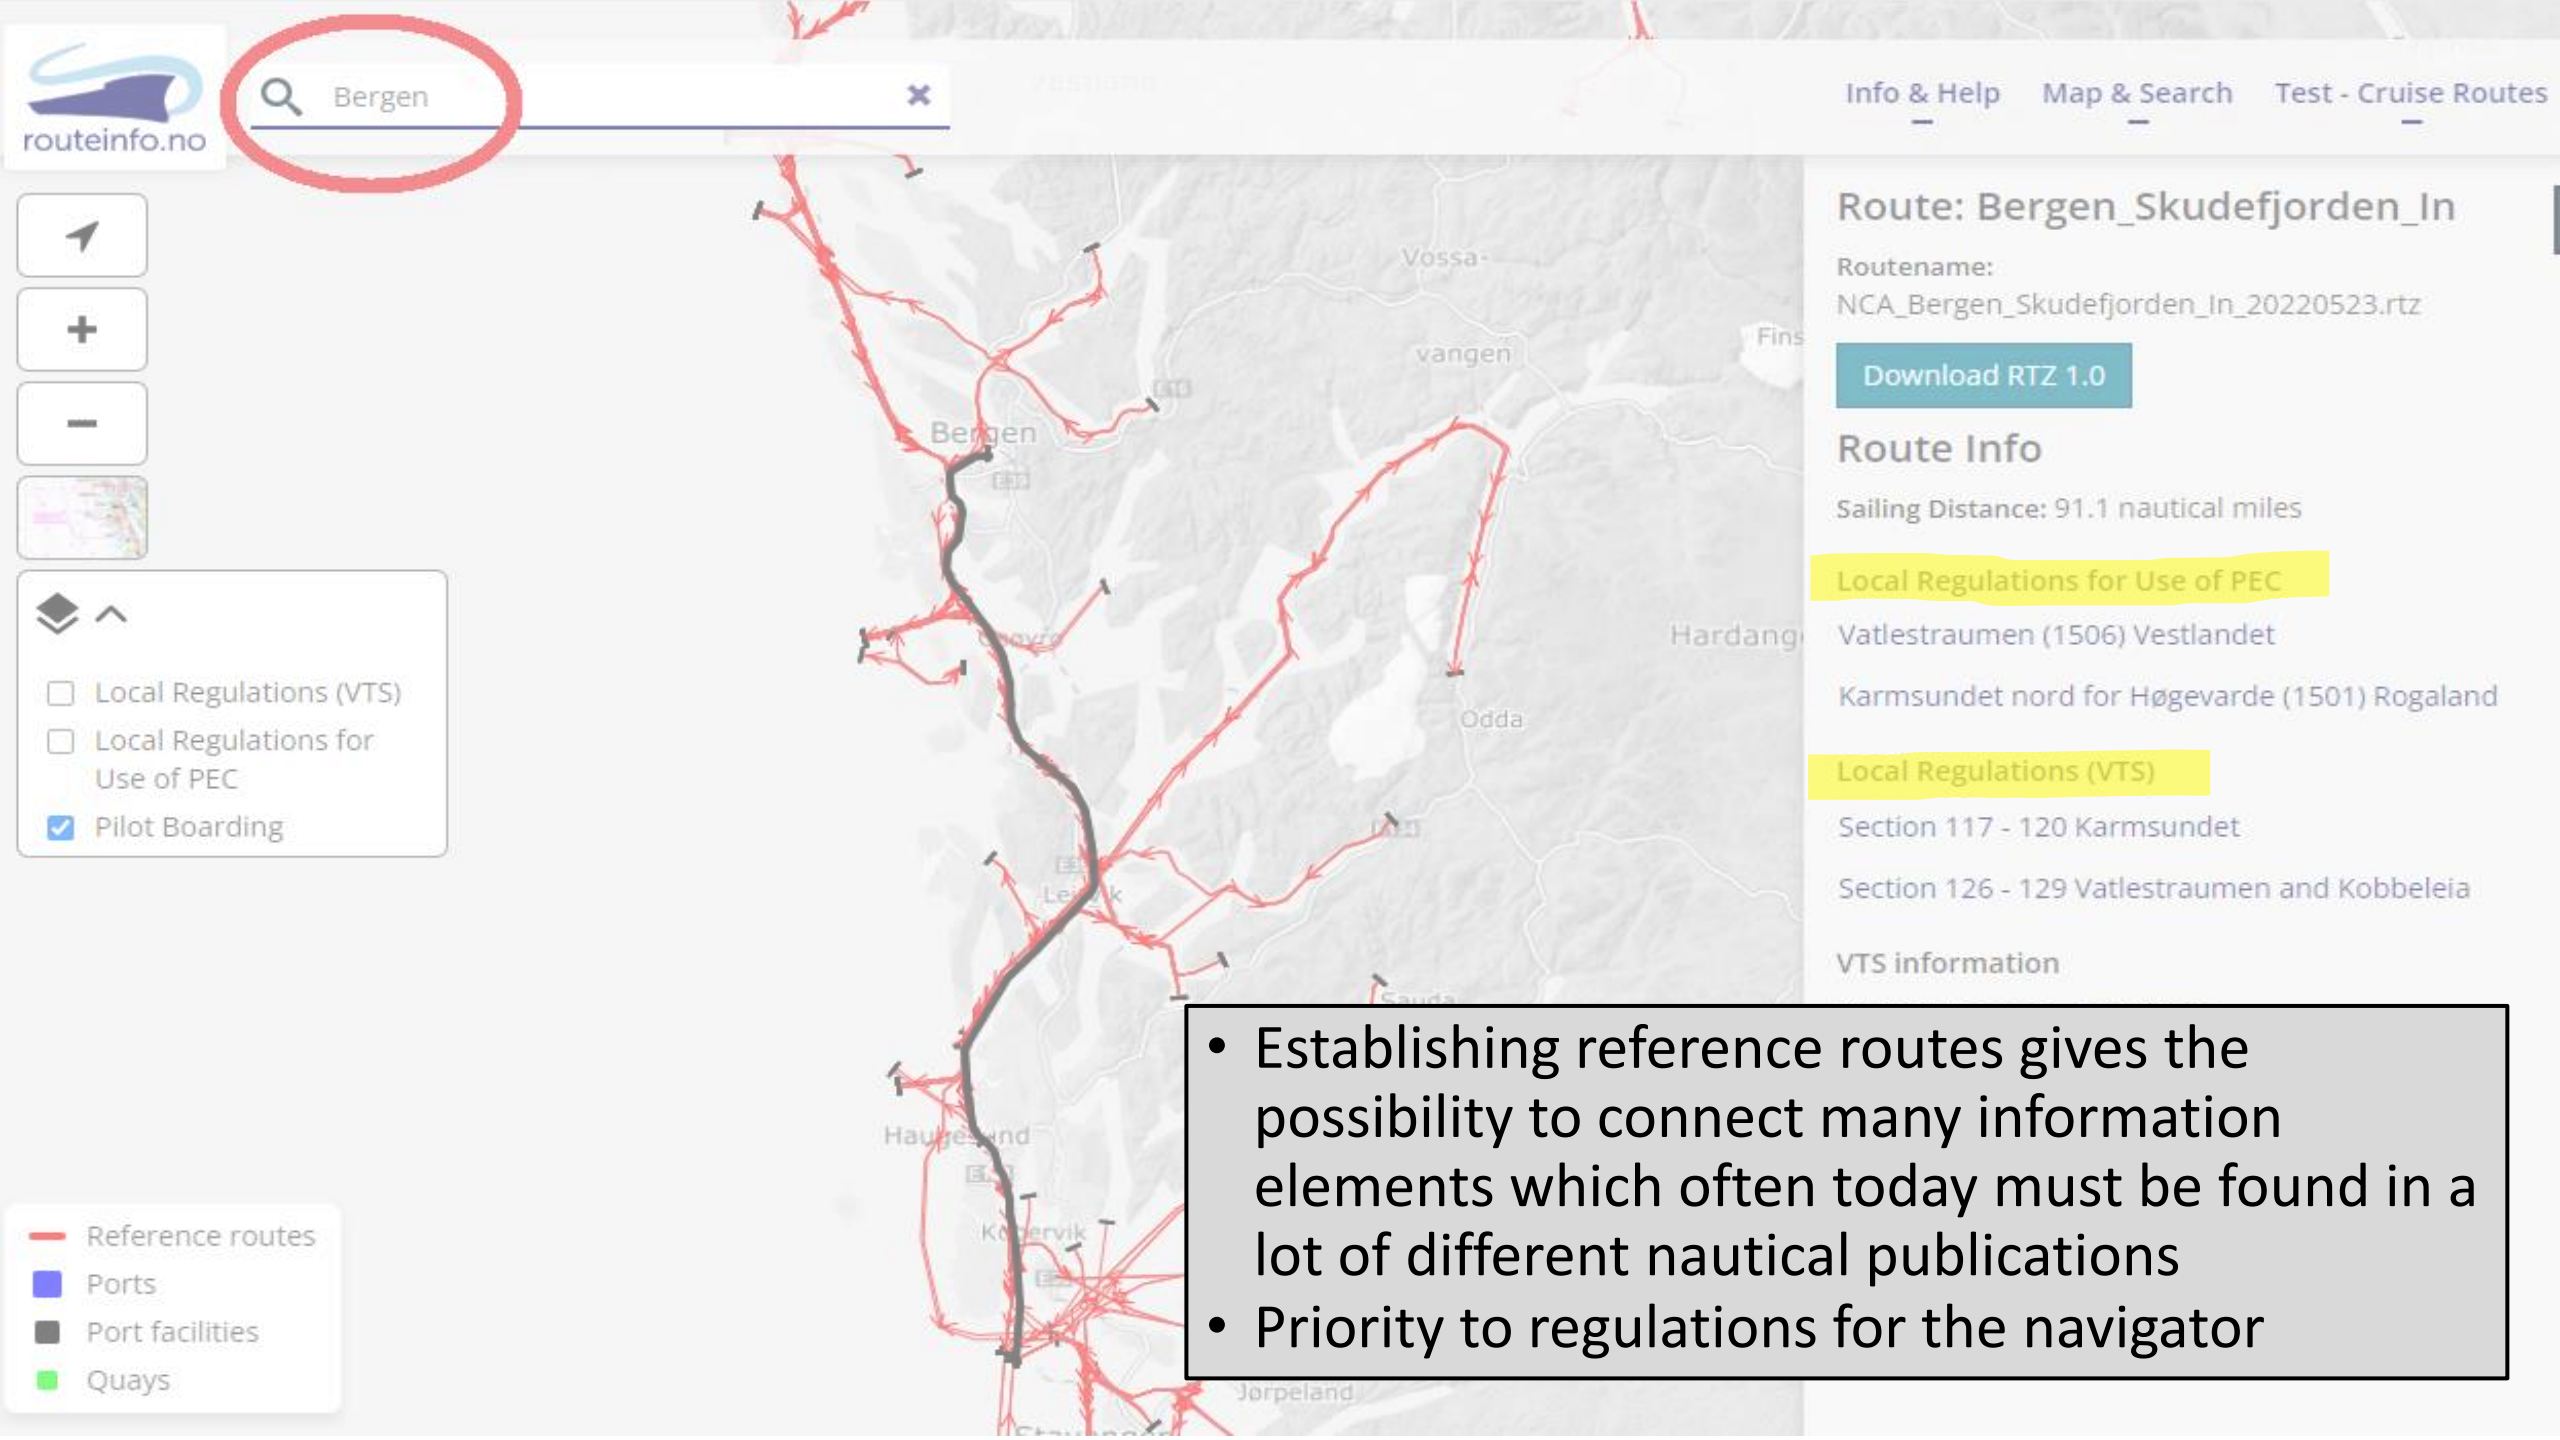 routeinfo.no
Bergen
Info & Help
Map & Search
Test - Cruise Routes
Local Regulations (VTS)
Local Regulations for
Use of PEC
Pilot Boarding
Reference routes
Ports
Port facilities
Quays
Vossa-
vangen
Fins
Bergen
Hardang
Odda
Sauda
Haugesund
Kopervik
Jørpeland
Route: Bergen_Skudefjorden_In
Routename:
NCA_Bergen_Skudefjorden_In_20220523.rtz
Download RTZ 1.0
Route Info
Sailing Distance: 91.1 nautical miles
Local Regulations for Use of PEC
Vatlestraumen (1506) Vestlandet
Karmsundet nord for Høgevarde (1501) Rogaland
Local Regulations (VTS)
Section 117 - 120 Karmsundet
Section 126 - 129 Vatlestraumen and Kobbeleia
VTS information
• Establishing reference routes gives the
possibility to connect many information
elements which often today must be found in a
lot of different nautical publications
• Priority to regulations for the navigator